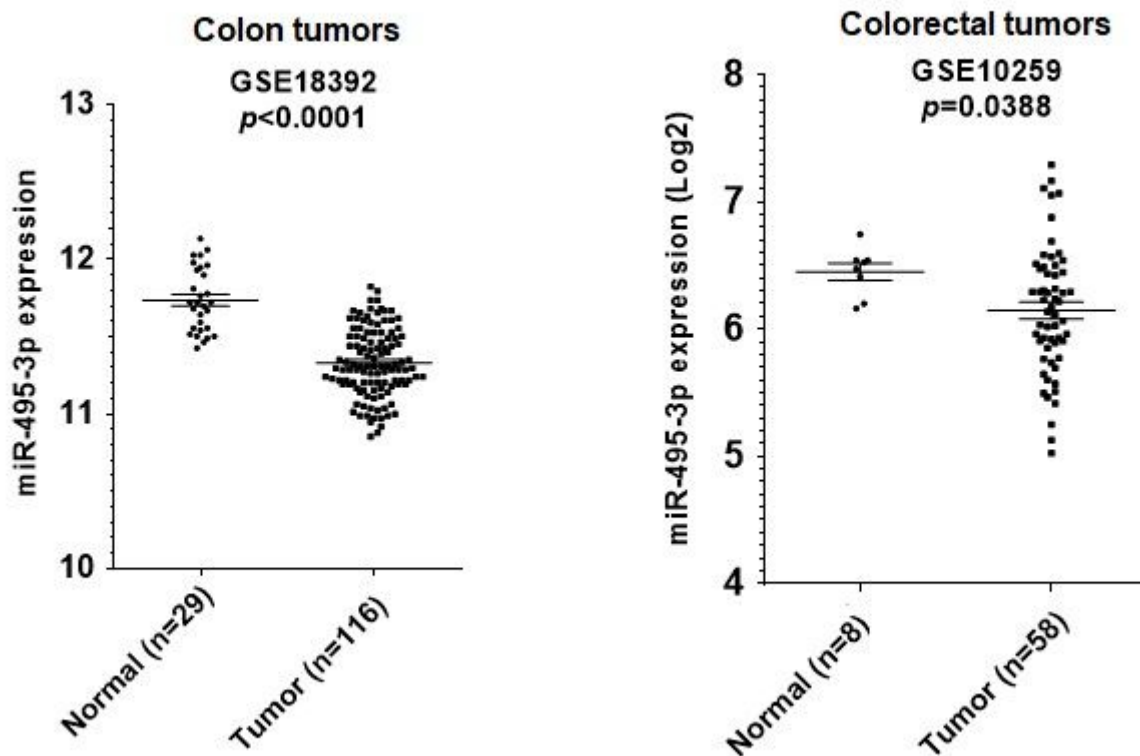 Colon tumors
GSE18392
p<0.0001
miR-495-3p expression
13
12
11
10
Normal (n=29)
Tumor (n=116)
Colorectal tumors
GSE10259
p=0.0388
miR-495-3p expression (Log2)
8
7
6
5
4
Normal (n=8)
Tumor (n=58)